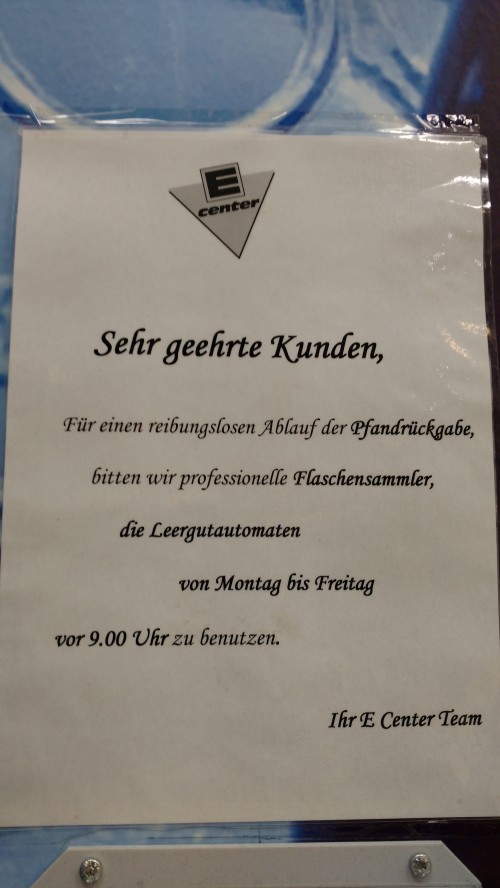 E
center
Sehr geehrte Kunden,
Für einen reibungslosen Ablauf der Pfandrückgabe,
bitten wir professionelle Flaschensammler,
die Leergutautomaten
von Montag bis Freitag
vor 9.00 Uhr zu benutzen.
Ihr E Center Team